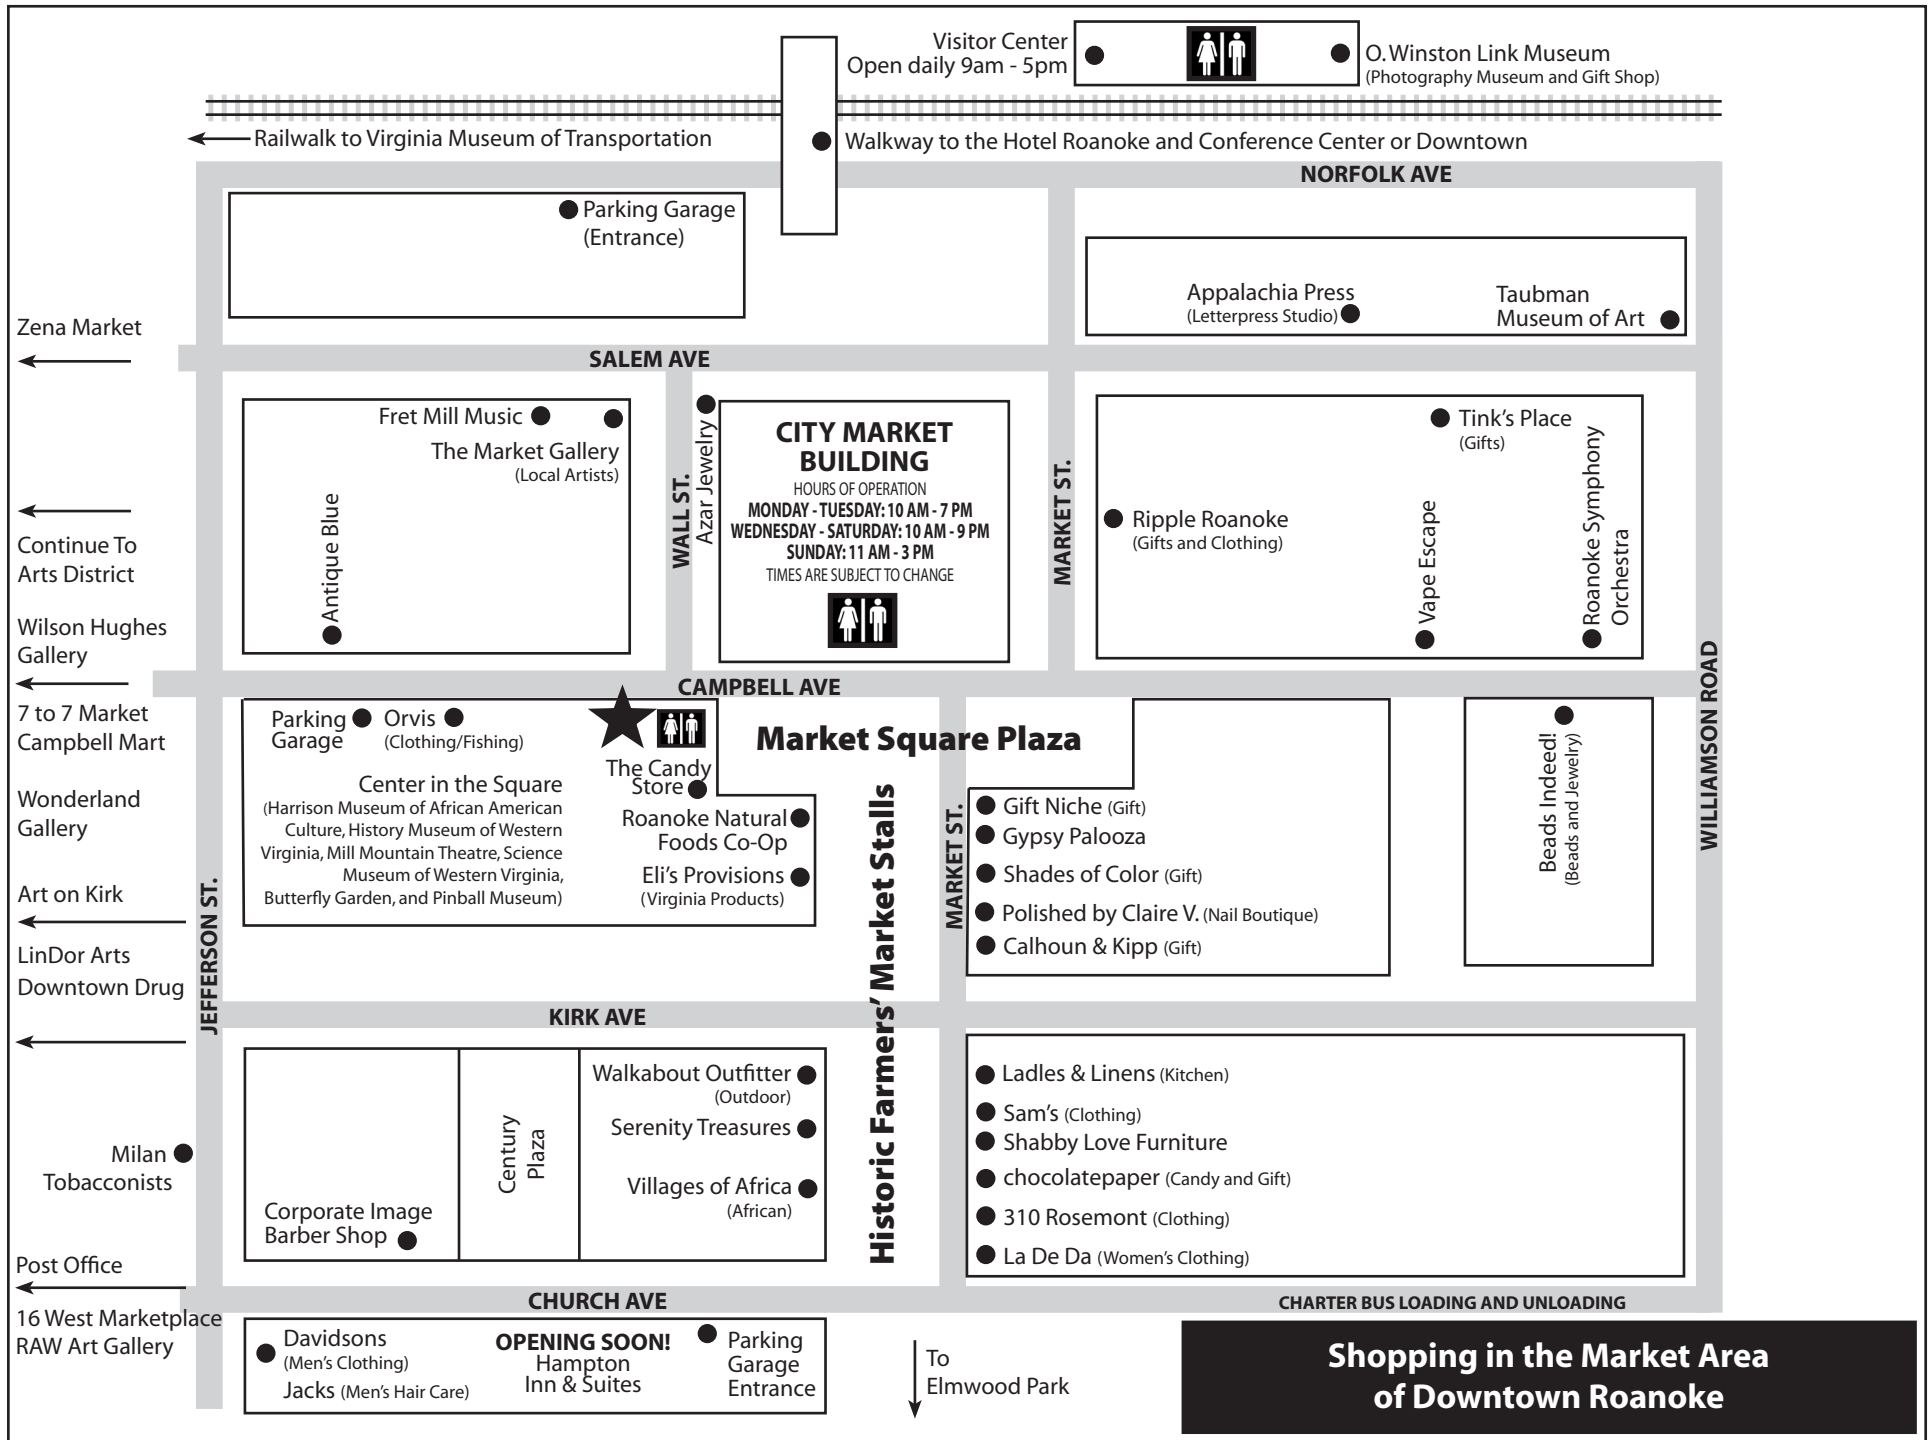 Visitor Center
Open daily 9am - 5pm
O. Winston Link Museum
(Photography Museum and Gift Shop)
Railwalk to Virginia Museum of Transportation
Walkway to the Hotel Roanoke and Conference Center or Downtown
NORFOLK AVE
Parking Garage
(Entrance)
Appalachia Press
(Letterpress Studio)
Taubman
Museum of Art
Zena Market
SALEM AVE
Fret Mill Music
The Market Gallery
(Local Artists)
Antique Blue
WALL ST.
Azar Jewelry
CITY MARKET
BUILDING
HOURS OF OPERATION
MONDAY - TUESDAY: 10 AM - 7 PM
WEDNESDAY - SATURDAY: 10 AM - 9 PM
SUNDAY: 11 AM - 3 PM
TIMES ARE SUBJECT TO CHANGE
MARKET ST.
Ripple Roanoke
(Gifts and Clothing)
Tink's Place
(Gifts)
Vape Escape
Roanoke Symphony
Orchestra
Continue To
Arts District
Wilson Hughes
Gallery
CAMPBELL AVE
WILLIAMSON ROAD
7 to 7 Market
Campbell Mart
Wonderland
Gallery
Art on Kirk
LinDor Arts
Downtown Drug
JEFFERSON ST.
Parking
Garage
Orvis
(Clothing/Fishing)
Center in the Square
(Harrison Museum of African American
Culture, History Museum of Western
Virginia, Mill Mountain Theatre, Science
Museum of Western Virginia,
Butterfly Garden, and Pinball Museum)
The Candy
Store
Roanoke Natural
Foods Co-Op
Eli's Provisions
(Virginia Products)
Market Square Plaza
Historic Farmers' Market Stalls
MARKET ST.
Gift Niche (Gift)
Gypsy Palooza
Shades of Color (Gift)
Polished by Claire V. (Nail Boutique)
Calhoun & Kipp (Gift)
Beads Indeed!
(Beads and Jewelry)
KIRK AVE
Milan
Tobacconists
Corporate Image
Barber Shop
Century
Plaza
Walkabout Outfitter
(Outdoor)
Serenity Treasures
Villages of Africa
(African)
Ladles & Linens (Kitchen)
Sam's (Clothing)
Shabby Love Furniture
chocolatepaper (Candy and Gift)
310 Rosemont (Clothing)
La De Da (Women's Clothing)
Post Office
CHURCH AVE
CHARTER BUS LOADING AND UNLOADING
16 West Marketplace
RAW Art Gallery
Davidsons
(Men's Clothing)
Jacks (Men's Hair Care)
OPENING SOON!
Hampton
Inn & Suites
Parking
Garage
Entrance
To
Elmwood Park
Shopping in the Market Area
of Downtown Roanoke